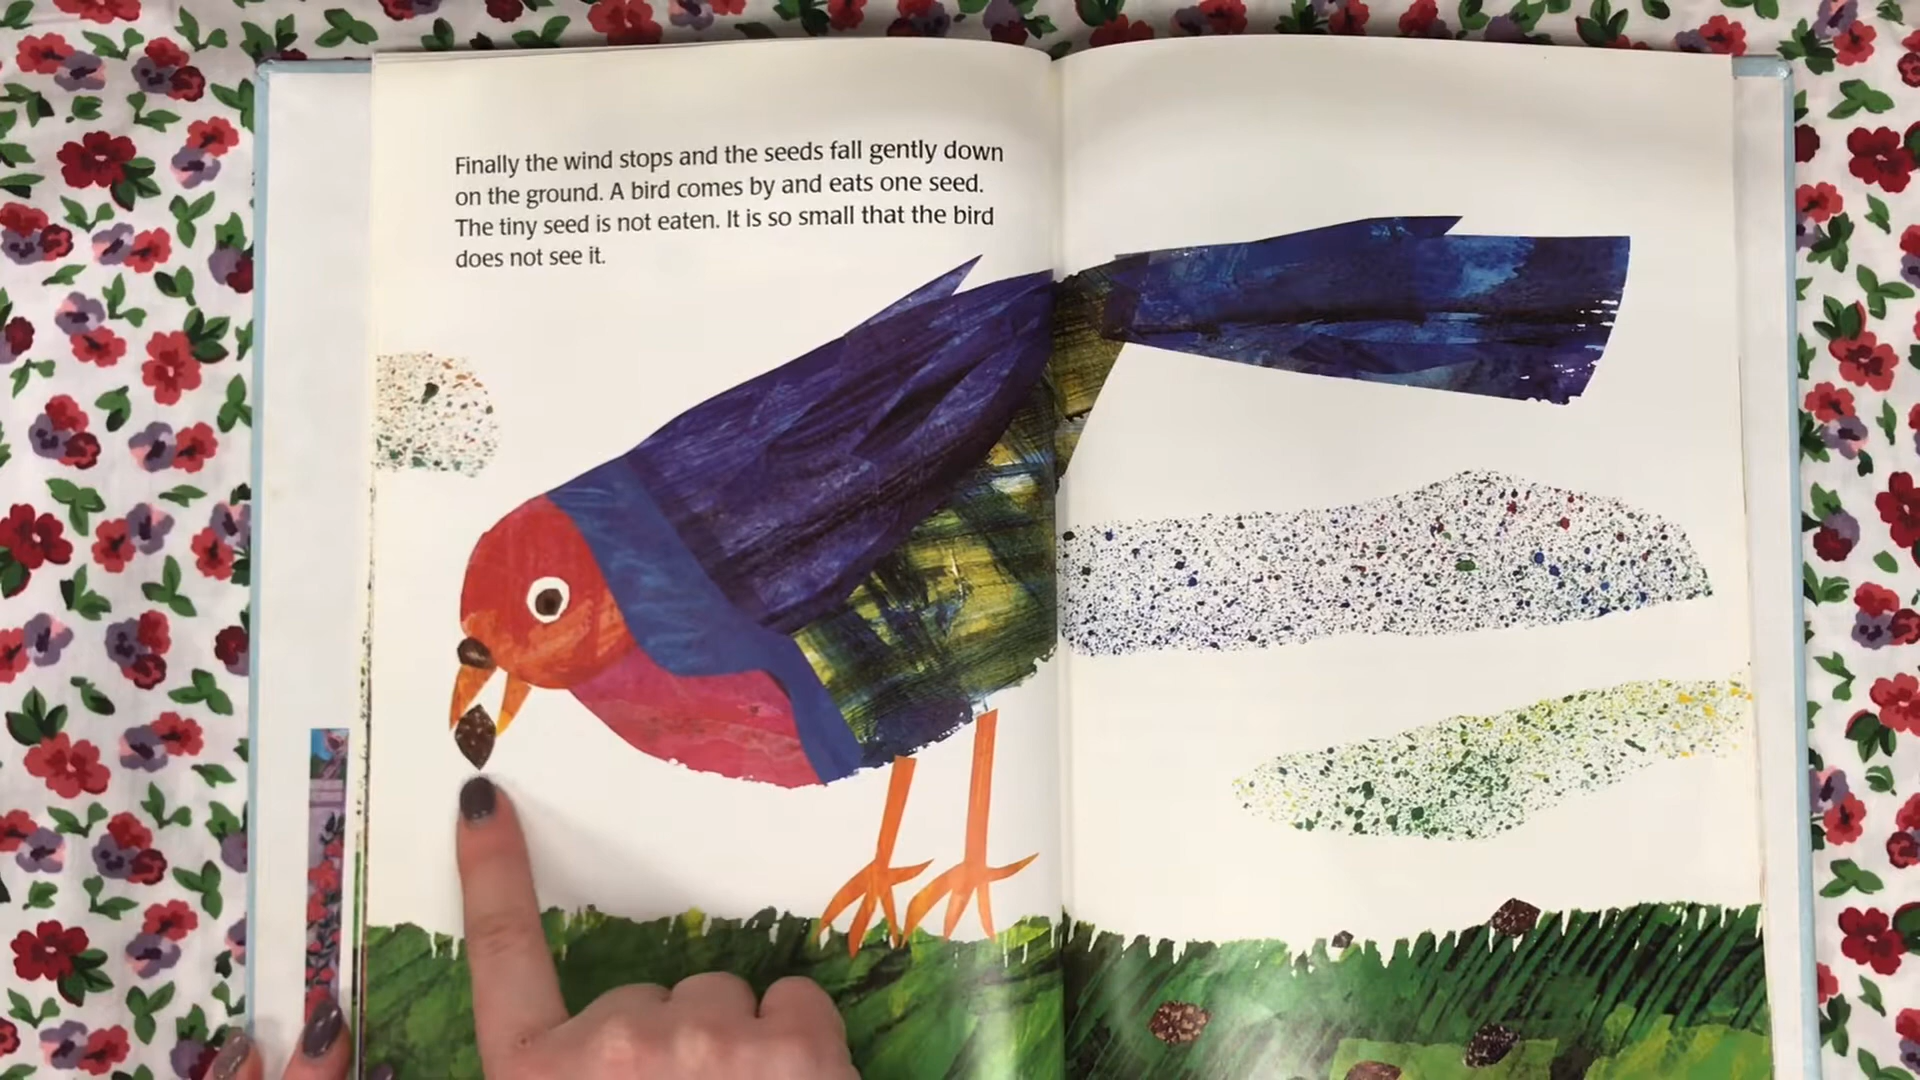 Finally the wind stops and the seeds fall gently down
on the ground. A bird comes by and eats one seed.
The tiny seed is not eaten. It is so small that the bird
does not see it.